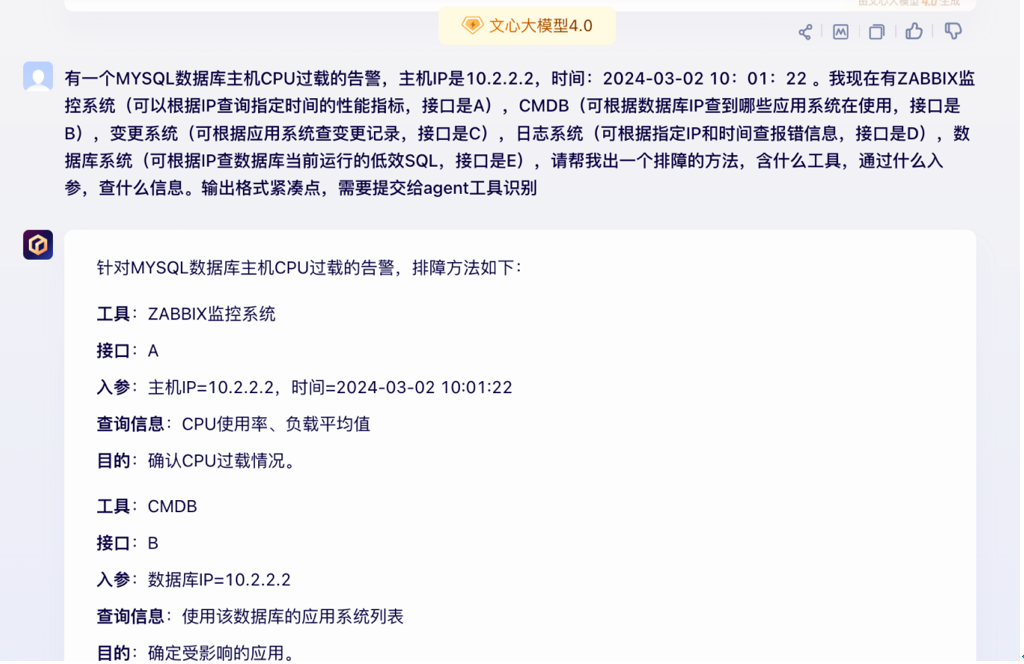 由文心大模型 4.0 生成
文心大模型4.0
有一个MYSQL数据库主机CPU过载的告警，主机IP是10.2.2.2，时间：2024-03-02 10：01：22 。我现在有ZABBIX监
控系统（可以根据IP查询指定时间的性能指标，接口是A），CMDB（可根据数据库IP查到哪些应用系统在使用，接口是
B），变更系统（可根据应用系统查变更记录，接口是C），日志系统（可根据指定IP和时间查报错信息，接口是D），数
据库系统（可根据IP查数据库当前运行的低效SQL，接口是E），请帮我出一个排障的方法，含什么工具，通过什么入
参，查什么信息。输出格式紧凑点，需要提交给agent工具识别
针对MYSQL数据库主机CPU过载的告警，排障方法如下：
工具：ZABBIX监控系统
接口：A
入参：主机IP=10.2.2.2，时间=2024-03-02 10:01:22
查询信息：CPU使用率、负载平均值
目的：确认CPU过载情况。
工具：CMDB
接口：B
入参：数据库IP=10.2.2.2
查询信息：使用该数据库的应用系统列表
目的：确定受影响的应用。